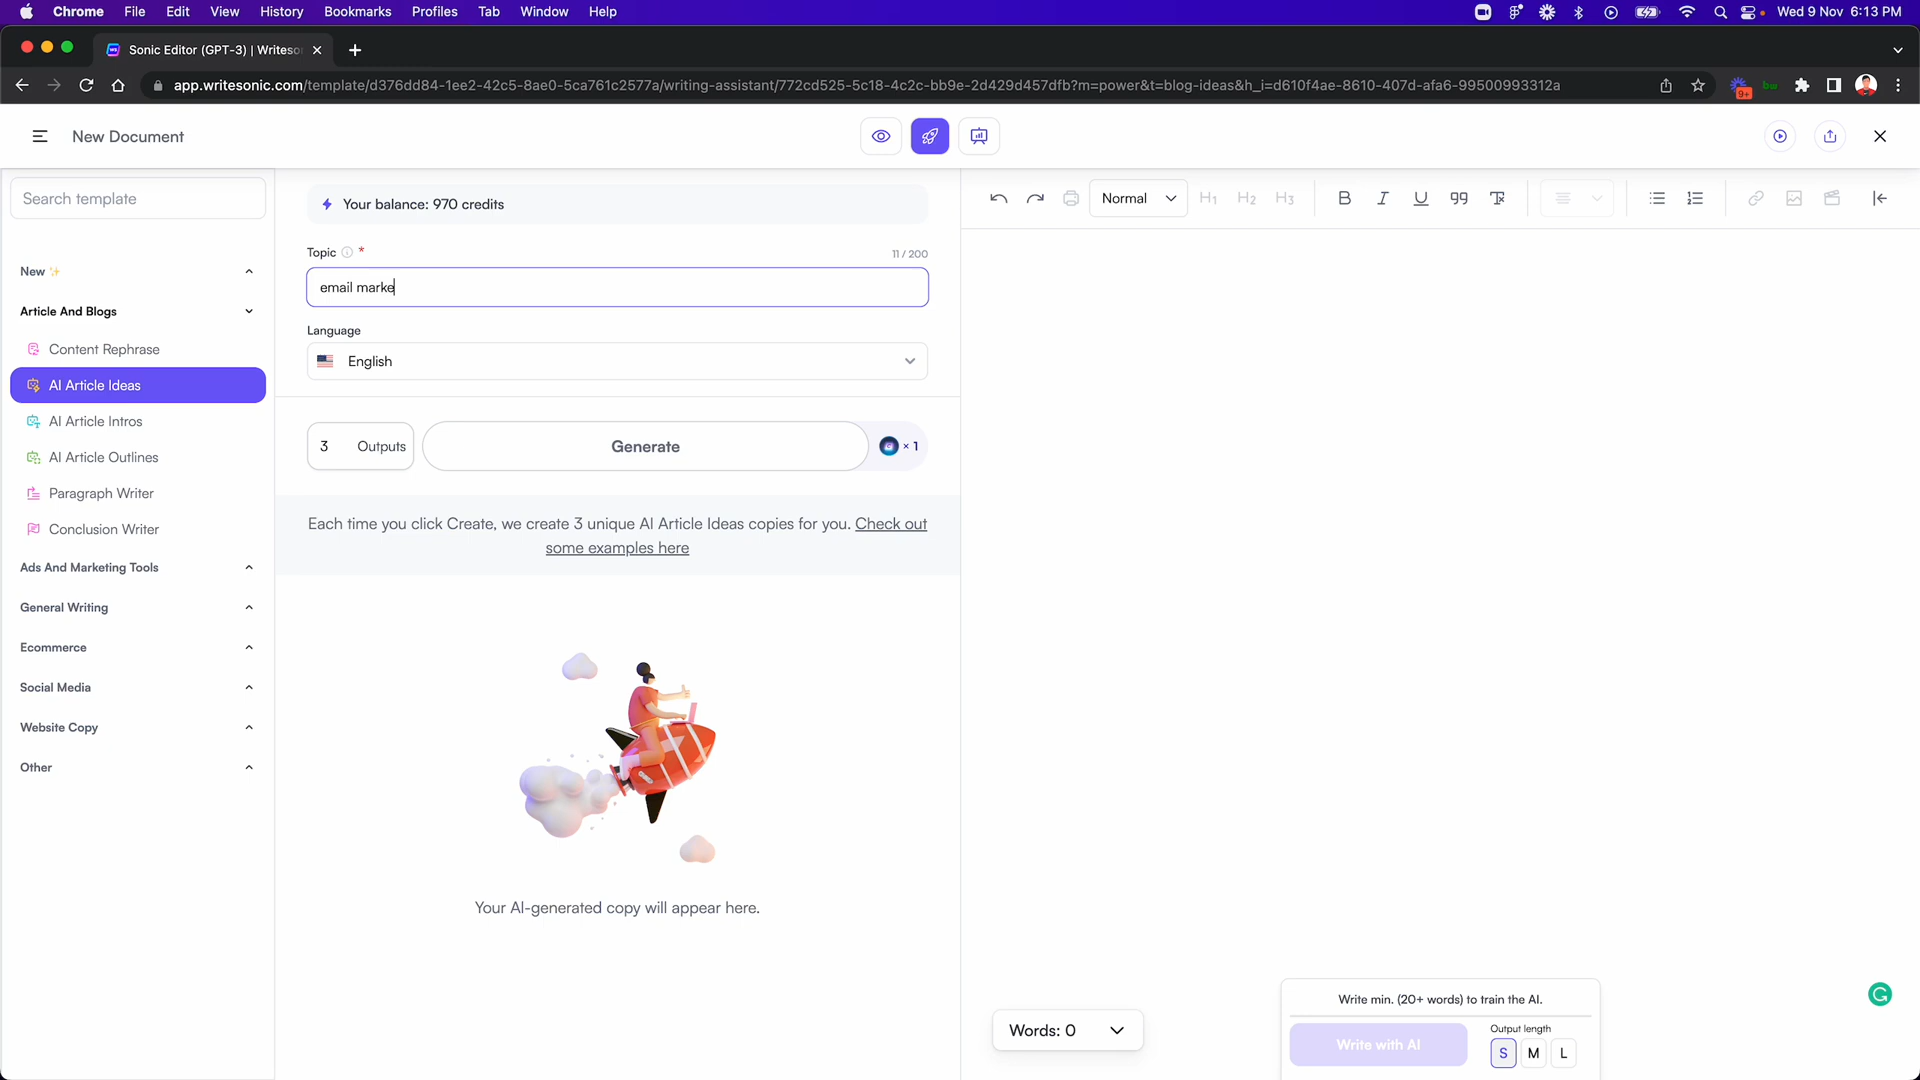 Chrome File Edit View History Bookmarks Profiles Tab Window Help Wed 9 Nov 6:13 PM
Sonic Editor (GPT-3) | Writeso
app.writesonic.com/template/d376dd84-1ee2-42c5-8ae0-5ca761c2577a/writing-assistant/772cd525-5c18-4c2c-bb9e-2d429d457dfb?m=power&t=blog-ideas&h_i=d610f4ae-8610-407d-afa6-99500993312a
9+
bw
New Document
Search template
Your balance: 970 credits
Normal H1 H2 H3 B I U
Topic * 11 / 200
email marke
Language
English
3 Outputs Generate × 1
Each time you click Create, we create 3 unique AI Article Ideas copies for you. Check out
some examples here
Your AI-generated copy will appear here.
New
Article And Blogs
Content Rephrase
AI Article Ideas
AI Article Intros
AI Article Outlines
Paragraph Writer
Conclusion Writer
Ads And Marketing Tools
General Writing
Ecommerce
Social Media
Website Copy
Other
Words: 0
Write min. (20+ words) to train the AI.
Write with AI
Output length
S M L